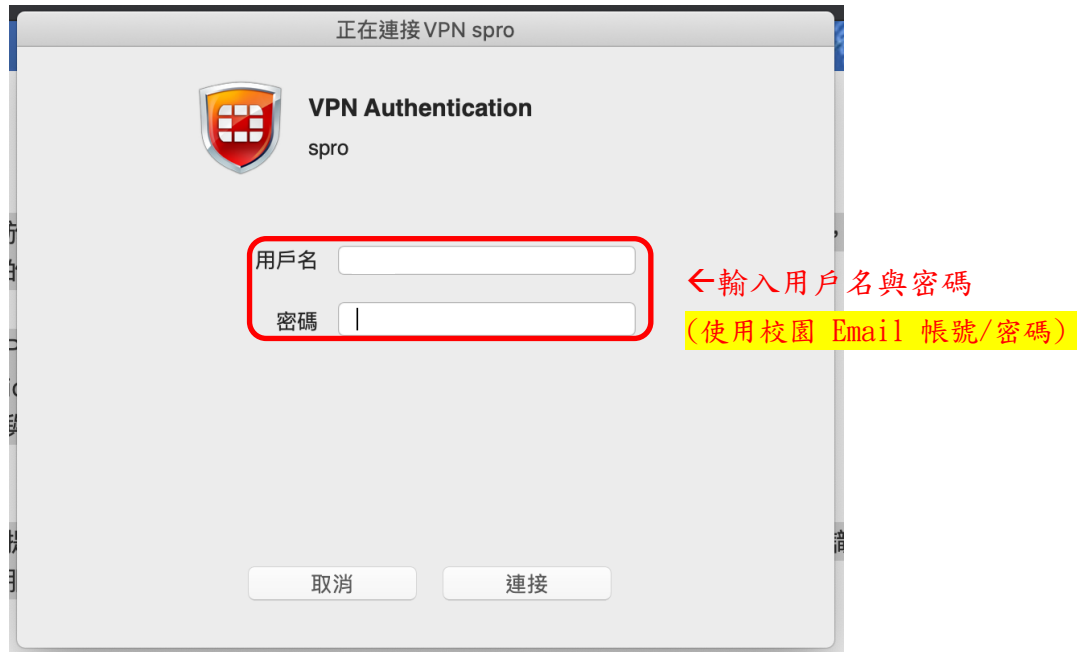 正在連接VPN spro
VPN Authentication
spro
用戶名
密碼
←輸入用戶名與密碼
(使用校園 Email 帳號/密碼)
取消
連接